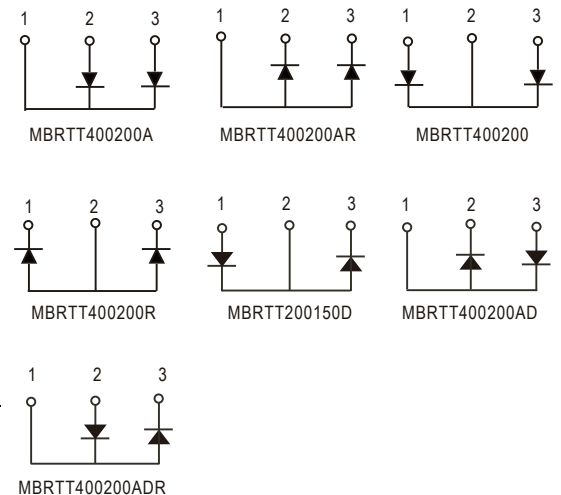 1 2 3 1 2 3 1 2 3
MBRTT400200A MBRTT400200AR MBRTT400200
1 2 3 1 2 3 1 2 3
MBRTT400200R MBRTT200150D MBRTT400200AD
1 2 3
MBRTT400200ADR